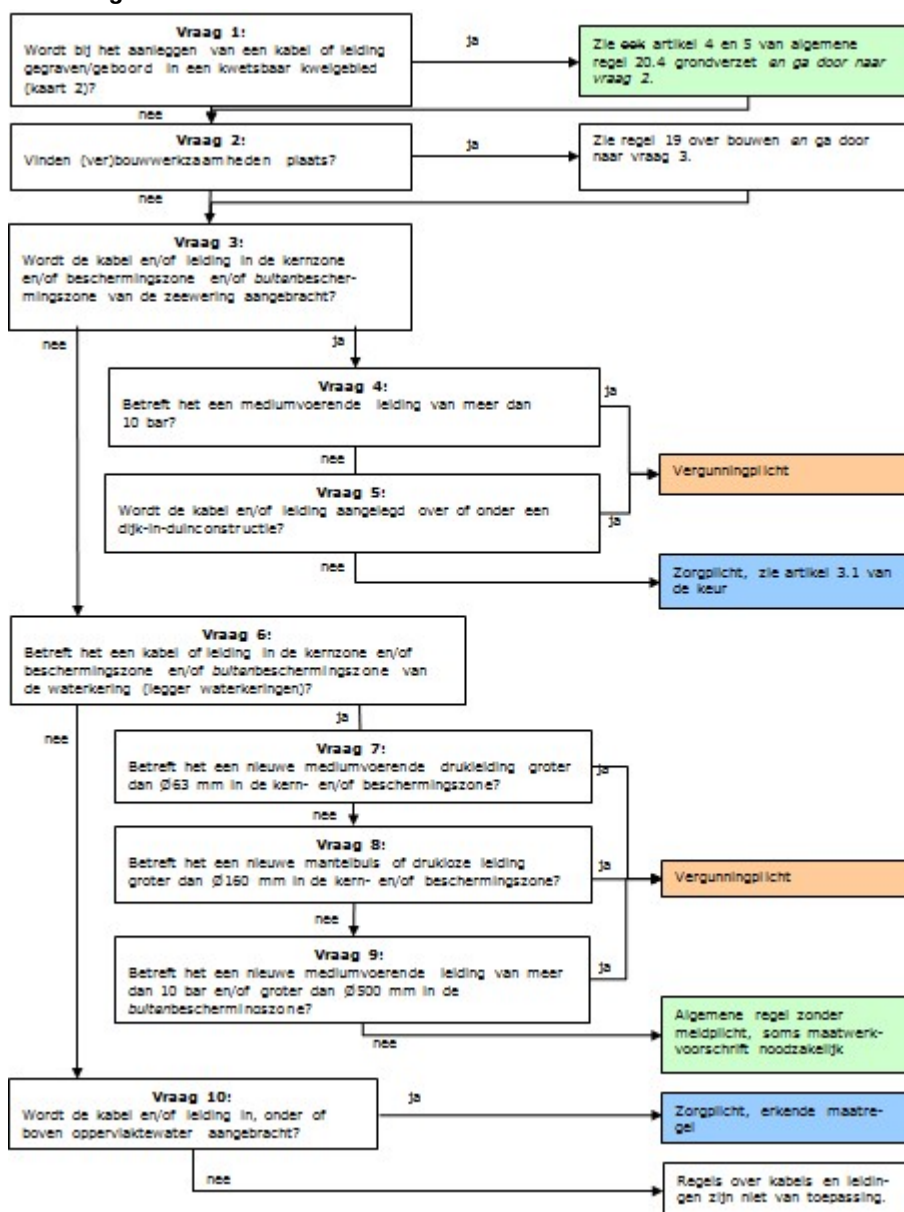 Vraag 1:
Wordt bij het aanleggen van een kabel of leiding
gegraven/geboord in een kwetsbaar kwelgebied
(kaart 2)?
ja
Zie ook artikel 4 en 5 van algemene
regel 20.4 grondverzet en ga door naar
vraag 2.
nee
Vraag 2:
Vinden (ver)bouwwerkzaamheden plaats?
ja
Zie regel 19 over bouwen en ga door
naar vraag 3.
nee
Vraag 3:
Wordt de kabel en/of leiding in de kernzone
en/of beschermingszone en/of buitenbescher-
mingszone van de zeewering aangebracht?
nee
ja
Vraag 4:
Betreft het een mediumvoerende leiding van meer dan
10 bar?
ja
nee
Vergunningplicht
Vraag 5:
Wordt de kabel en/of leiding aangelegd over of onder een
dijk-in-duinconstructie?
ja
nee
Zorgplicht, zie artikel 3.1 van
de keur
Vraag 6:
Betreft het een kabel of leiding in de kernzone en/of
beschermingszone en/of buitenbeschermingszone van
de waterkering (legger waterkeringen)?
nee
ja
Vraag 7:
Betreft het een nieuwe mediumvoerende drukleiding groter
dan Ø63 mm in de kern- en/of beschermingszone?
ja
nee
Vraag 8:
Betreft het een nieuwe mantelbuis of drukloze leiding
groter dan Ø160 mm in de kern- en/of beschermingszone?
ja
Vergunningplicht
nee
Vraag 9:
Betreft het een nieuwe mediumvoerende leiding van meer
dan 10 bar en/of groter dan Ø500 mm in de
buitenbeschermingszone?
ja
nee
Algemene regel zonder
meldplicht, soms maatwerk-
voorschrift noodzakelijk
Vraag 10:
Wordt de kabel en/of leiding in, onder of
boven oppervlaktewater aangebracht?
ja
Zorgplicht, erkende maatre-
gel
nee
Regels over kabels en leidin-
gen zijn niet van toepassing.